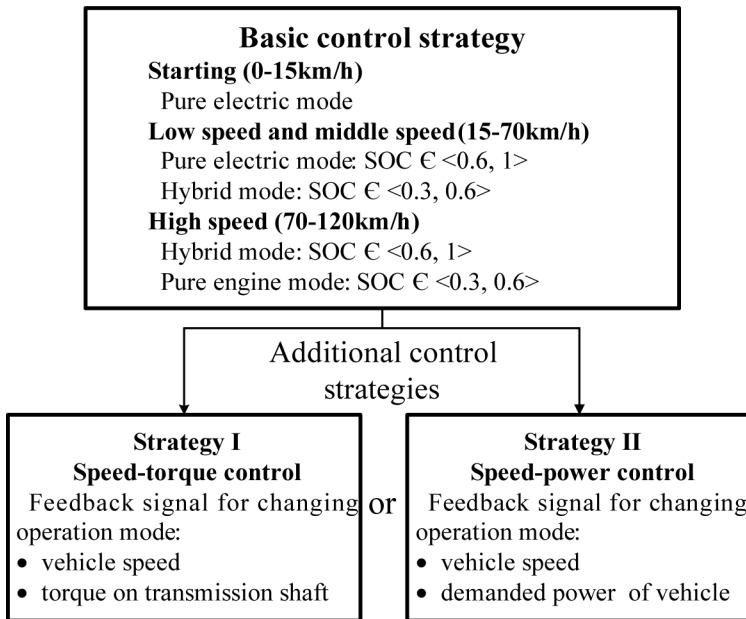 Basic control strategy
Starting (0-15km/h)
Pure electric mode
Low speed and middle speed (15-70km/h)
Pure electric mode: SOC Є <0.6, 1>
Hybrid mode: SOC Є <0.3, 0.6>
High speed (70-120km/h)
Hybrid mode: SOC Є <0.6, 1>
Pure engine mode: SOC Є <0.3, 0.6>
Additional control
strategies
Strategy I
Speed-torque control
Feedback signal for changing
operation mode:
• vehicle speed
• torque on transmission shaft
or
Strategy II
Speed-power control
Feedback signal for changing
operation mode:
• vehicle speed
• demanded power of vehicle